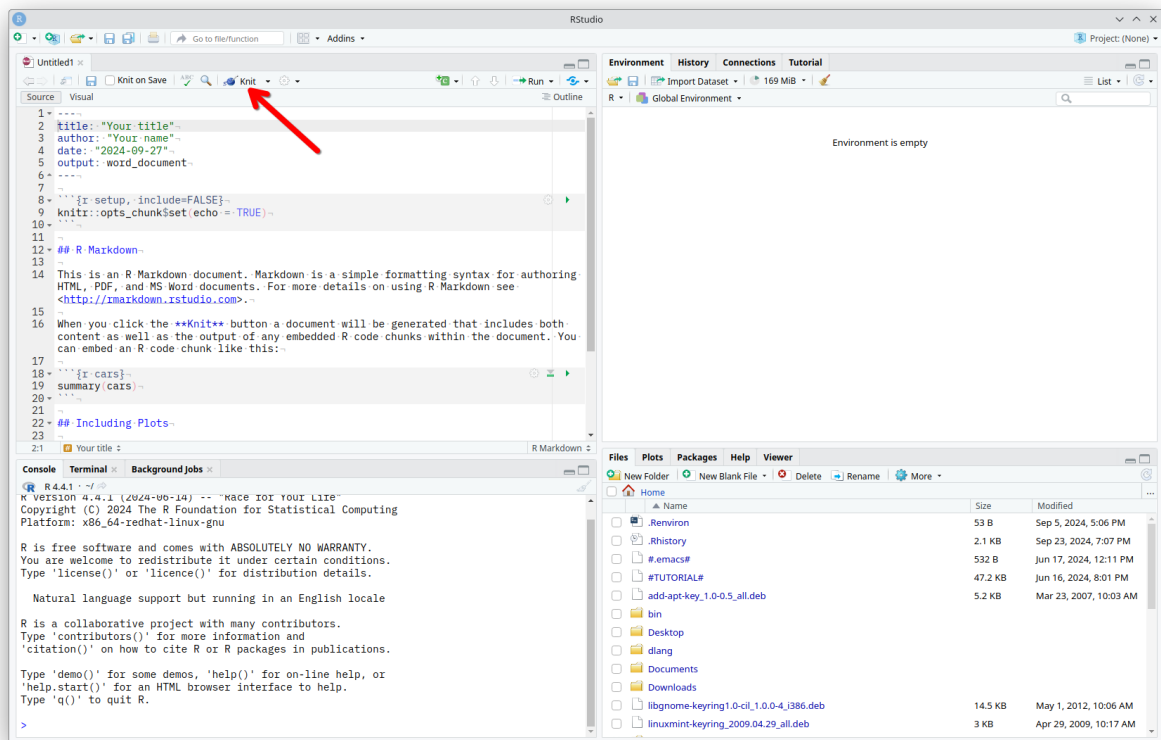 RStudio
Go to file/function
Addins
Project: (None)
Untitled1
Knit on Save
ABC
Knit
Run
Source Visual
Outline
1 ---
2 title: "Your title"
3 author: "Your name"
4 date: "2024-09-27"
5 output: word_document
6 ---
7
8 ```{r setup, include=FALSE}
9 knitr::opts_chunk$set(echo = TRUE)
10 ```
11
12 ## R Markdown
13
14 This is an R Markdown document. Markdown is a simple formatting syntax for authoring
HTML, PDF, and MS Word documents. For more details on using R Markdown see
<http://rmarkdown.rstudio.com>.
15
16 When you click the **Knit** button a document will be generated that includes both
content as well as the output of any embedded R code chunks within the document. You
can embed an R code chunk like this:
17
18 ```{r cars}
19 summary(cars)
20 ```
21
22 ## Including Plots
23
2:1 # Your title
R Markdown
Console Terminal Background Jobs
R 4.4.1 · ~/
R version 4.4.1 (2024-06-14) -- "Race for Your Life"
Copyright (C) 2024 The R Foundation for Statistical Computing
Platform: x86_64-redhat-linux-gnu
R is free software and comes with ABSOLUTELY NO WARRANTY.
You are welcome to redistribute it under certain conditions.
Type 'license()' or 'licence()' for distribution details.
Natural language support but running in an English locale
R is a collaborative project with many contributors.
Type 'contributors()' for more information and
'citation()' on how to cite R or R packages in publications.
Type 'demo()' for some demos, 'help()' for on-line help, or
'help.start()' for an HTML browser interface to help.
Type 'q()' to quit R.
>
Environment History Connections Tutorial
Import Dataset 169 MiB
List
R Global Environment
Environment is empty
Files Plots Packages Help Viewer
New Folder New Blank File Delete Rename More
Home ...
Name Size Modified
.Renviron 53 B Sep 5, 2024, 5:06 PM
.Rhistory 2.1 KB Sep 23, 2024, 7:07 PM
#.emacs# 532 B Jun 17, 2024, 12:11 PM
#TUTORIAL# 47.2 KB Jun 16, 2024, 8:01 PM
add-apt-key_1.0-0.5_all.deb 5.2 KB Mar 23, 2007, 10:03 AM
bin
Desktop
dlang
Documents
Downloads
libgnome-keyring1.0-cil_1.0.0-4_i386.deb 14.5 KB May 1, 2012, 10:06 AM
linuxmint-keyring_2009.04.29_all.deb 3 KB Apr 29, 2009, 10:17 AM